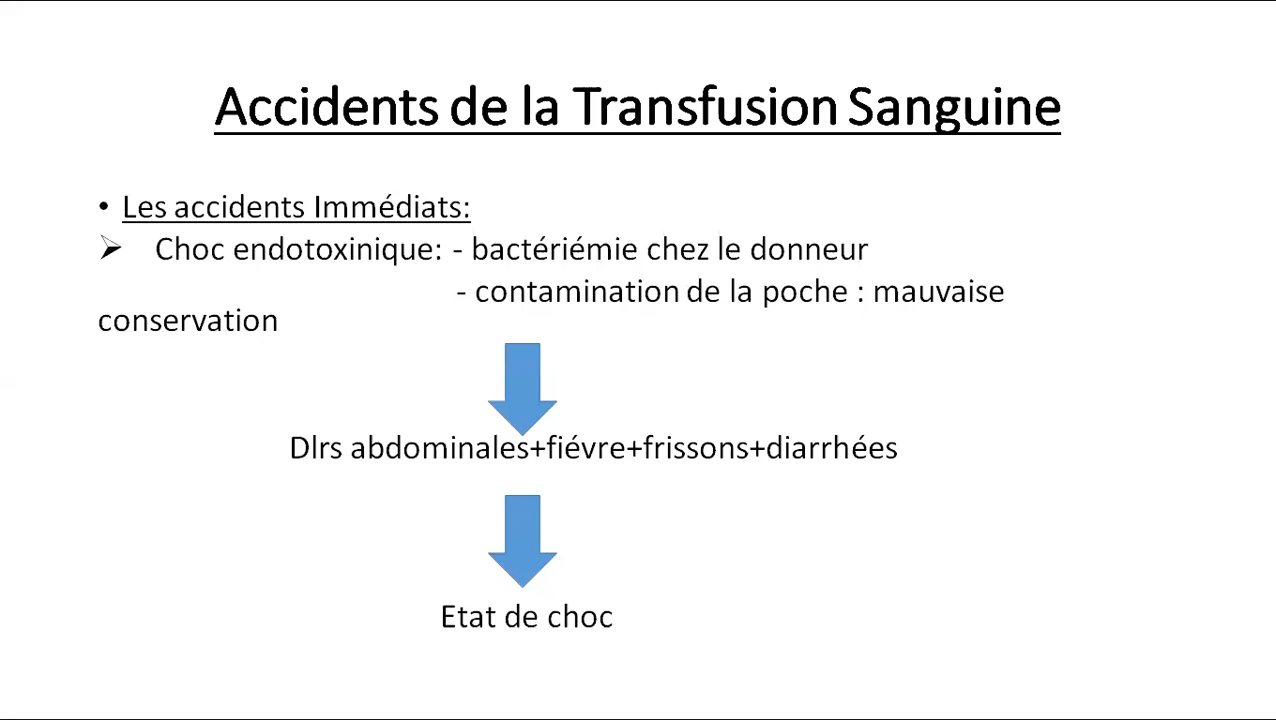 Accidents de la Transfusion Sanguine
• Les accidents Immédiats:
➢ Choc endotoxinique: - bactériémie chez le donneur
- contamination de la poche : mauvaise
conservation
Dlrs abdominales+fiévre+frissons+diarrhées
Etat de choc